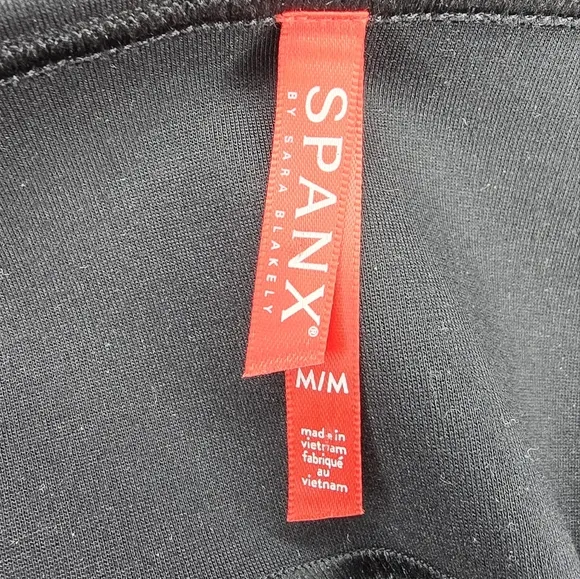 SPANX®
BY SARA BLAKELY
M/M
made in
vietnam
fabriqué
au
vietnam